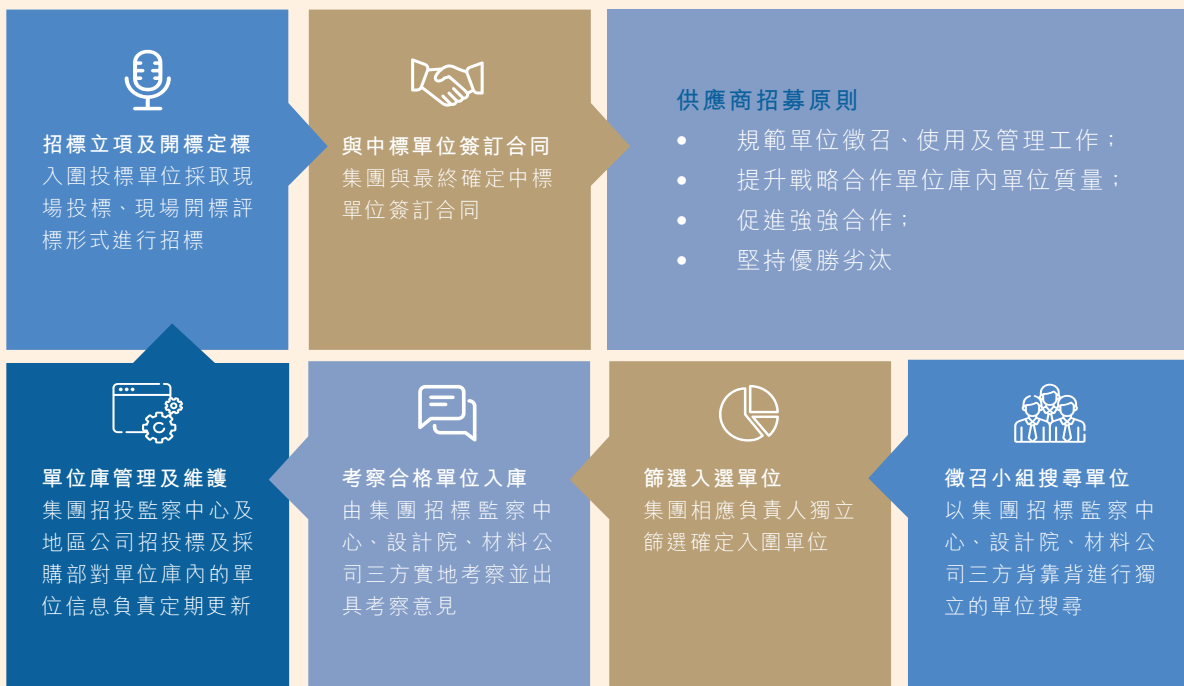 招標立項及開標定標
入圍投標單位採取現
場投標、現場開標評
標形式進行招標
與中標單位簽訂合同
集團與最終確定中標
單位簽訂合同
供應商招募原則
• 規範單位徵召、使用及管理工作；
• 提升戰略合作單位庫內單位質量；
• 促進強強合作；
• 堅持優勝劣汰
單位庫管理及維護
集團招投監察中心及
地區公司招投標及採
購部對單位庫內的單
位信息負責定期更新
考察合格單位入庫
由集團招標監察中
心、設計院、材料公
司三方實地考察並出
具考察意見
篩選入選單位
集團相應負責人獨立
篩選確定入圍單位
徵召小組搜尋單位
以集團招標監察中
心、設計院、材料公
司三方背靠背進行獨
立的單位搜尋